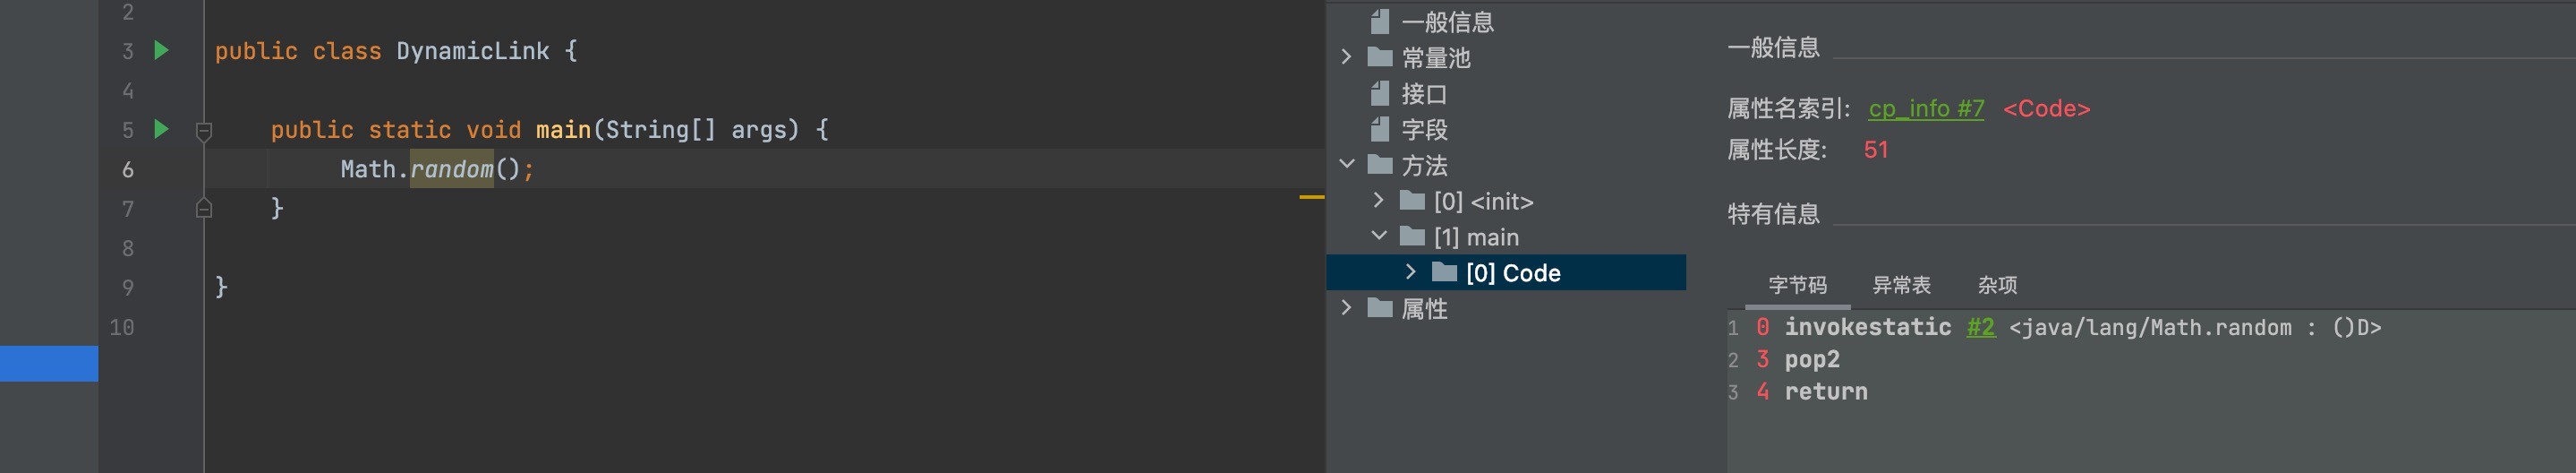 2
3 public class DynamicLink {
4
5 public static void main(String[] args) {
6 Math.random();
7 }
8
9 }
10
一般信息
常量池
接口
字段
方法
[0] <init>
[1] main
[0] Code
属性
一般信息
属性名索引: cp_info #7 <Code>
属性长度: 51
特有信息
字节码 异常表 杂项
1 0 invokestatic #2 <java/lang/Math.random : ()D>
2 3 pop2
3 4 return